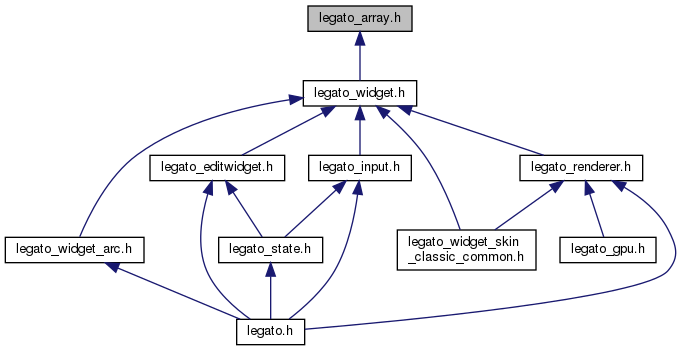 legato_array.h
legato_widget.h
legato_editwidget.h
legato_input.h
legato_renderer.h
legato_widget_arc.h
legato_state.h
legato_widget_skin
_classic_common.h
legato_gpu.h
legato.h